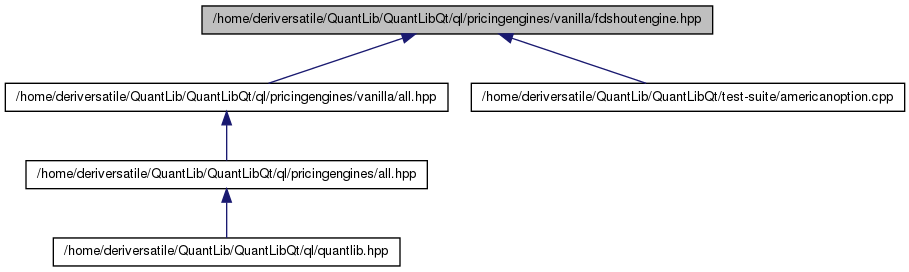 /home/deriversatile/QuantLib/QuantLibQt/ql/pricingengines/vanilla/fdshoutengine.hpp
/home/deriversatile/QuantLib/QuantLibQt/ql/pricingengines/vanilla/all.hpp
/home/deriversatile/QuantLib/QuantLibQt/test-suite/americanoption.cpp
/home/deriversatile/QuantLib/QuantLibQt/ql/pricingengines/all.hpp
/home/deriversatile/QuantLib/QuantLibQt/ql/quantlib.hpp